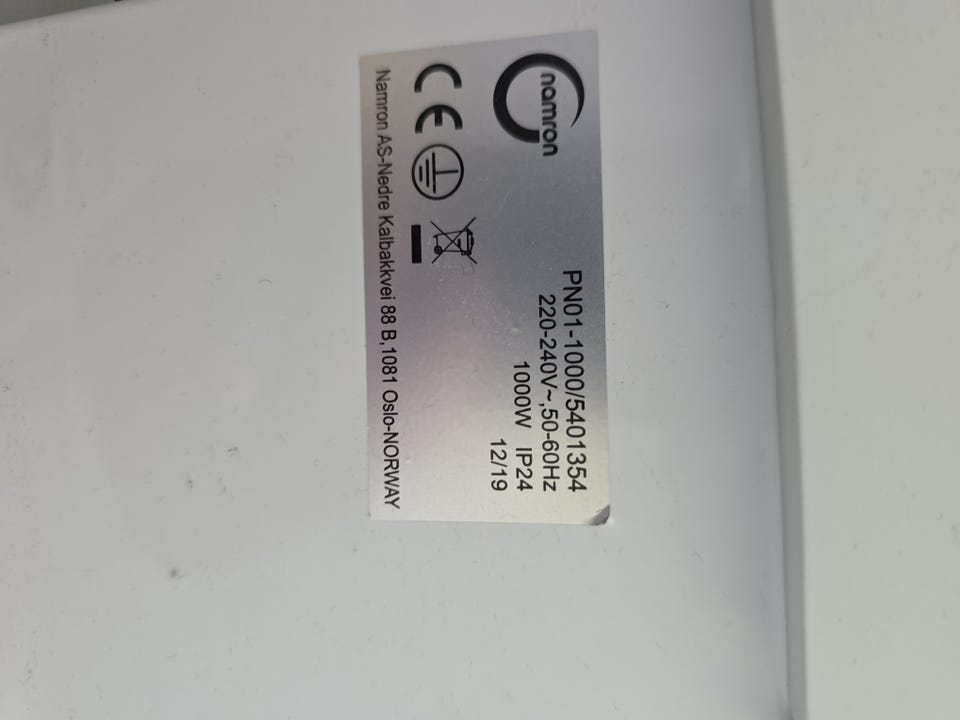 namron
PN01-1000/5401354
220-240V~,50-60Hz
1000W IP24
12/19
CE
Namron AS-Nedre Kalbakkvei 88 B,1081 Oslo-NORWAY